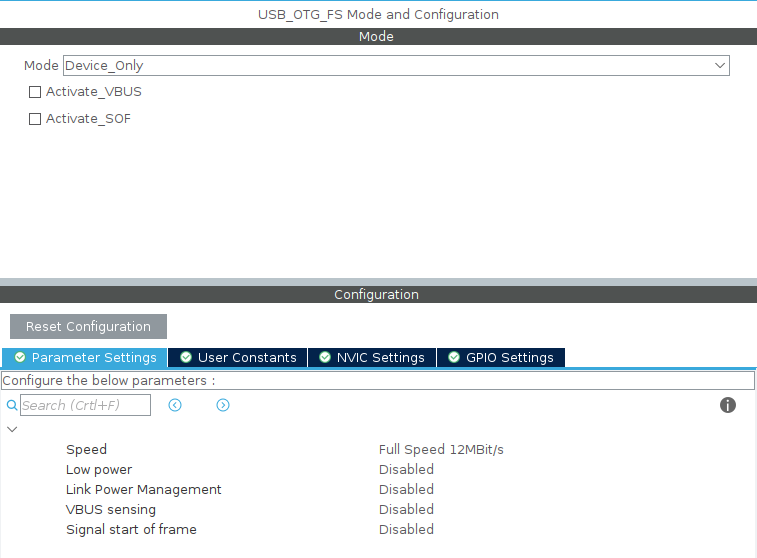 USB_OTG_FS Mode and Configuration
Mode
Mode Device_Only
Activate_VBUS
Activate_SOF
Configuration
Reset Configuration
Parameter Settings User Constants NVIC Settings GPIO Settings
Configure the below parameters :
Search (Crtl+F)
Speed Full Speed 12MBit/s
Low power Disabled
Link Power Management Disabled
VBUS sensing Disabled
Signal start of frame Disabled